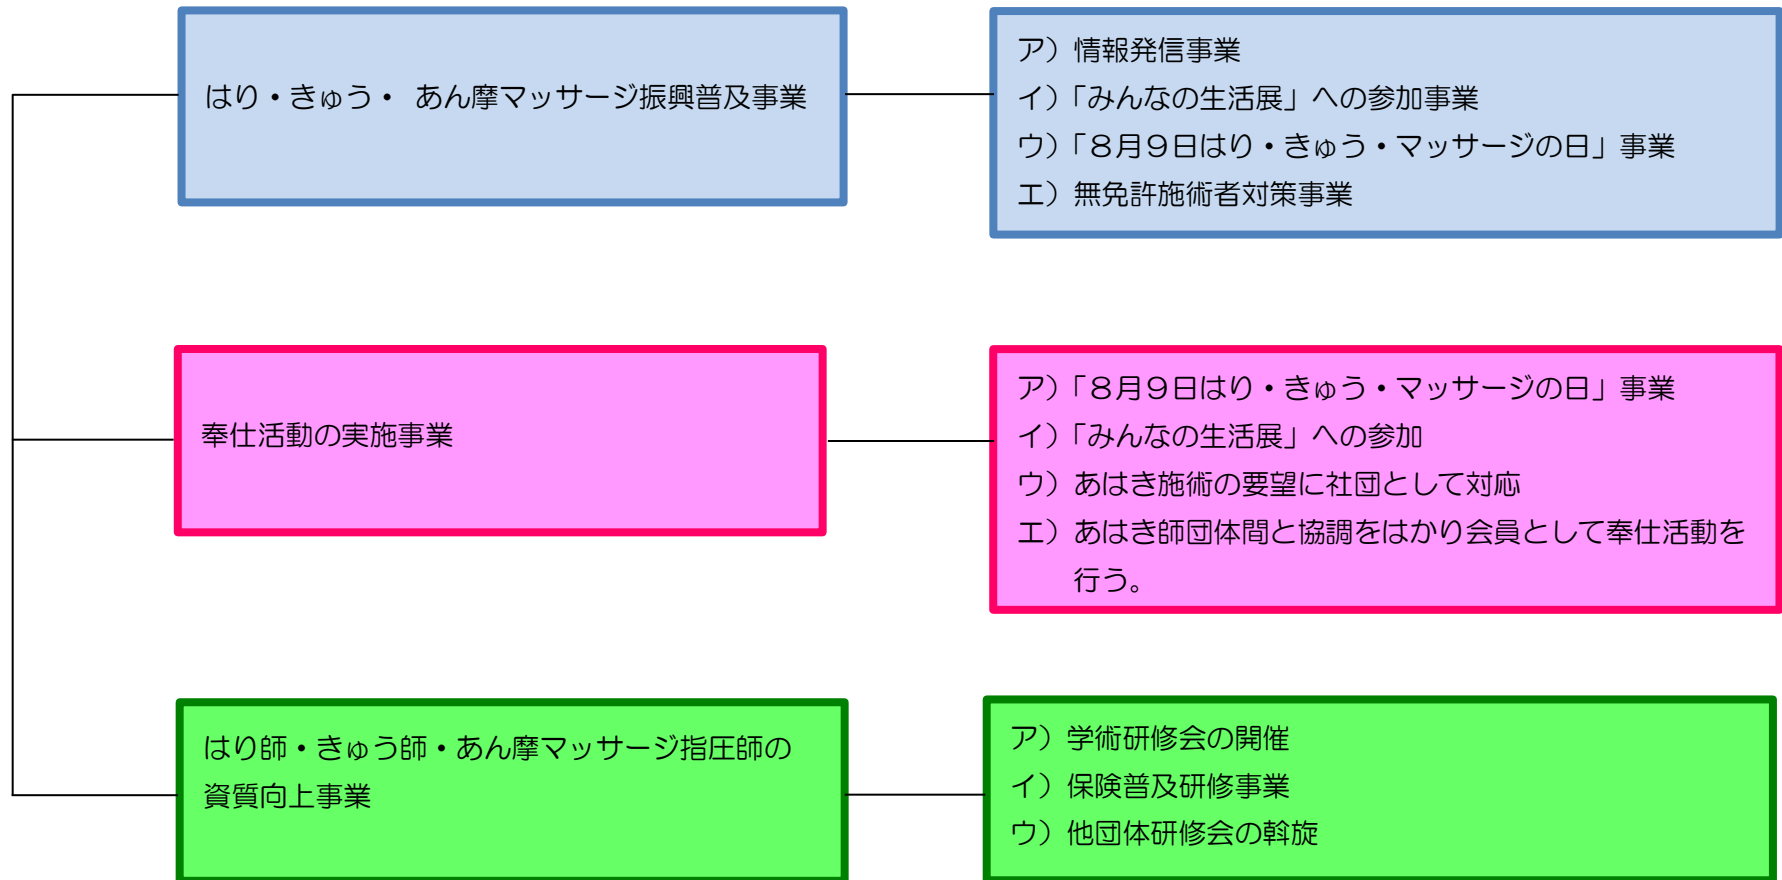 はり・きゅう・ あん摩マッサージ振興普及事業
ア）情報発信事業
イ）「みんなの生活展」への参加事業
ウ）「８月９日はり・きゅう・マッサージの日」事業
エ）無免許施術者対策事業
奉仕活動の実施事業
ア）「８月９日はり・きゅう・マッサージの日」事業
イ）「みんなの生活展」への参加
ウ）あはき施術の要望に社団として対応
エ）あはき師団体間と協調をはかり会員として奉仕活動を
行う。
はり師・きゅう師・あん摩マッサージ指圧師の
資質向上事業
ア）学術研修会の開催
イ）保険普及研修事業
ウ）他団体研修会の斡旋